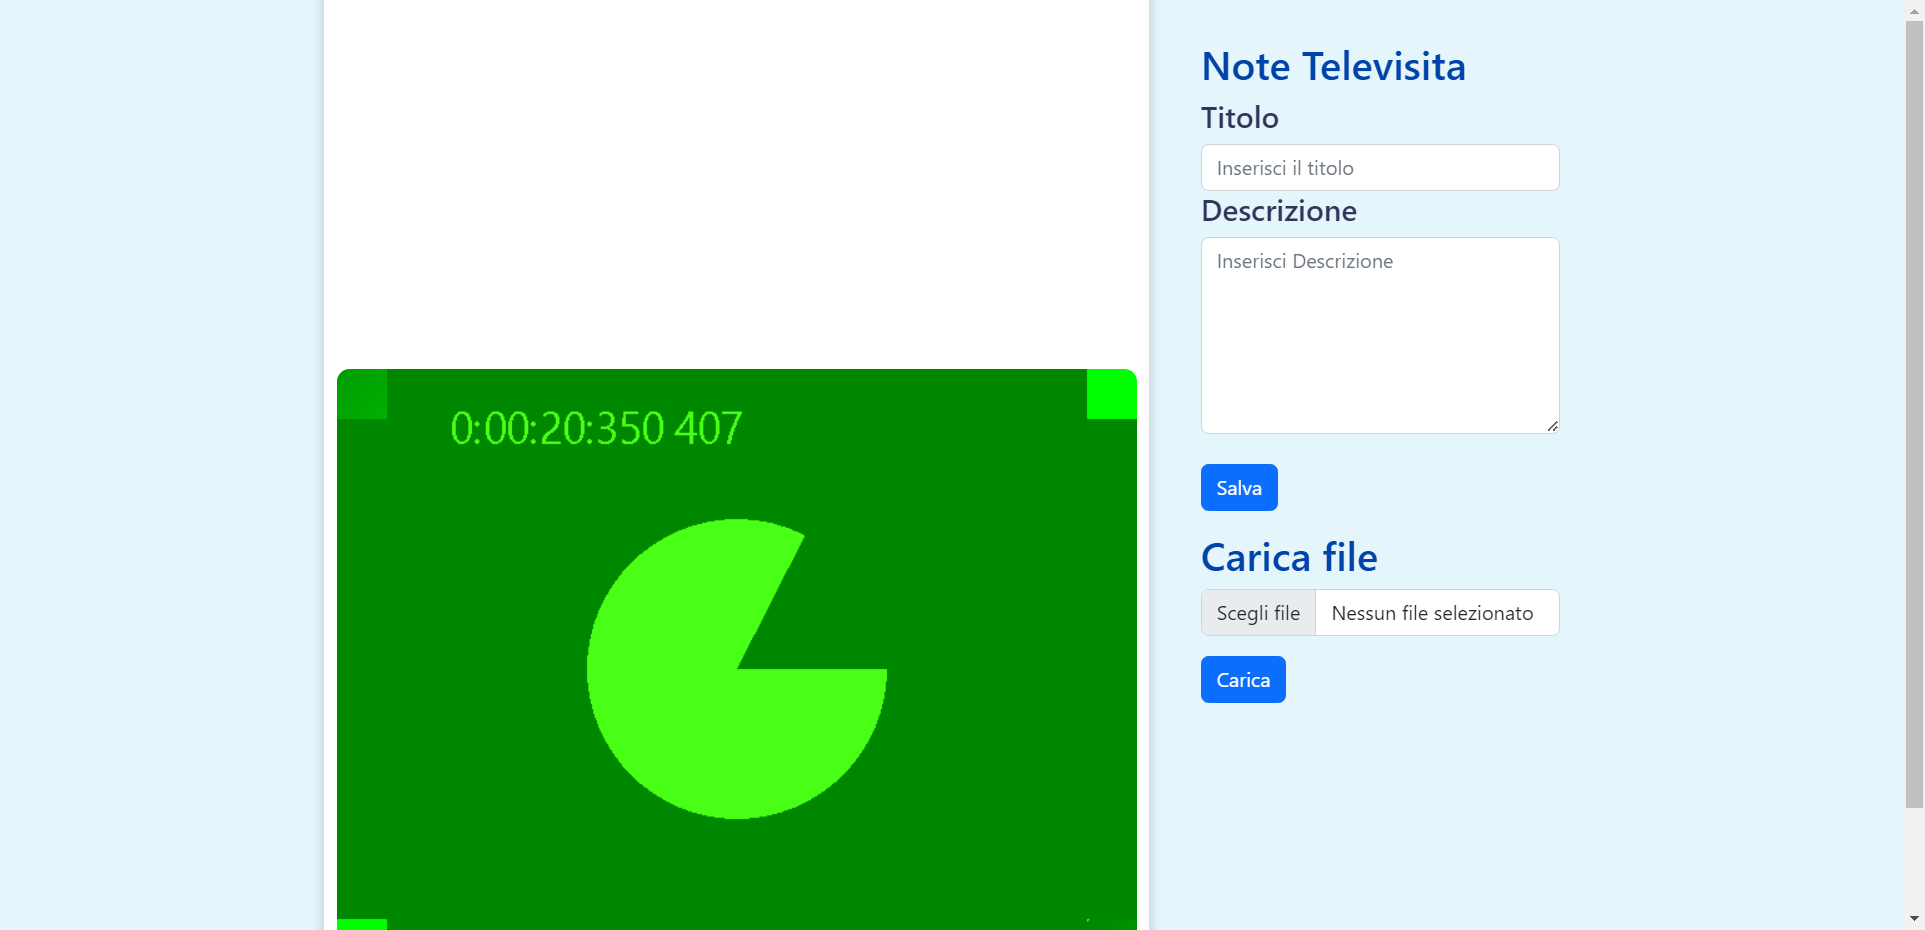 0:00:20:350 407
Note Televisita
Titolo
Inserisci il titolo
Descrizione
Inserisci Descrizione
Salva
Carica file
Scegli file Nessun file selezionato
Carica